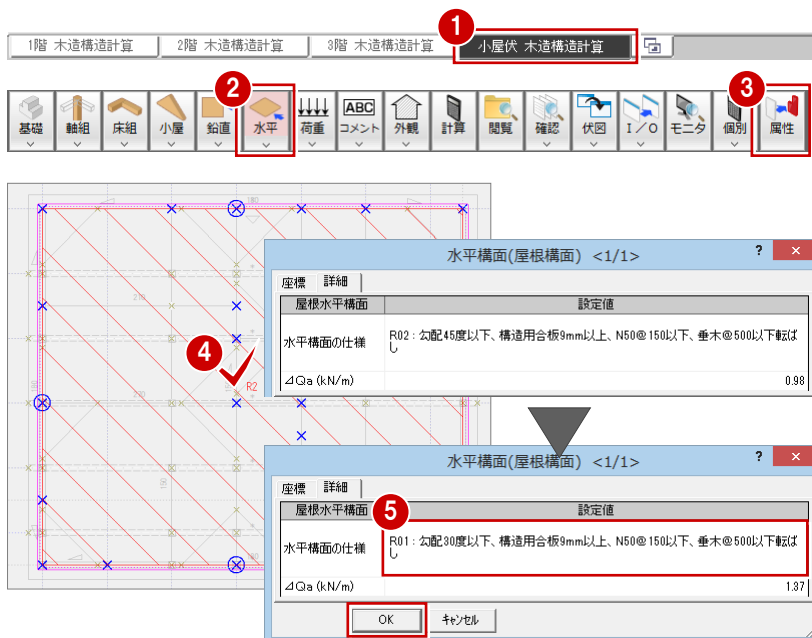 1
1階 木造構造計算
2階 木造構造計算
3階 木造構造計算
小屋伏 木造構造計算
2
3
基礎
軸組
床組
小屋
鉛直
水平
荷重
ABC
コメント
外観
計算
閲覧
確認
伏図
I/O
モニタ
個別
属性
180
210
4
R2
180
150
180
水平構面(屋根構面) <1/1>
? ×
座標 詳細
屋根水平構面 設定値
水平構面の仕様 R02：勾配45度以下、構造用合板9mm以上、N50@150以下、垂木@500以下転ば
し
⊿Qa (kN/m) 0.98
水平構面(屋根構面) <1/1>
? ×
座標 詳細
5
屋根水平構面 設定値
水平構面の仕様 R01：勾配30度以下、構造用合板9mm以上、N50@150以下、垂木@500以下転ば
し
⊿Qa (kN/m) 1.37
OK キャンセル